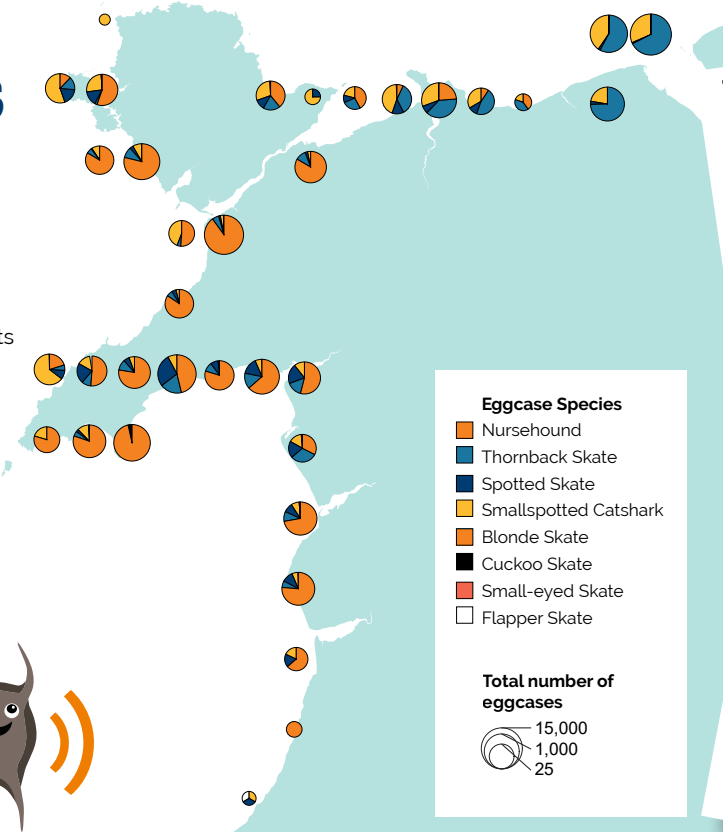 s
ts
Eggcase Species
Nursehound
Thornback Skate
Spotted Skate
Smallspotted Catshark
Blonde Skate
Cuckoo Skate
Small-eyed Skate
Flapper Skate
Total number of
eggcases
15,000
1,000
25